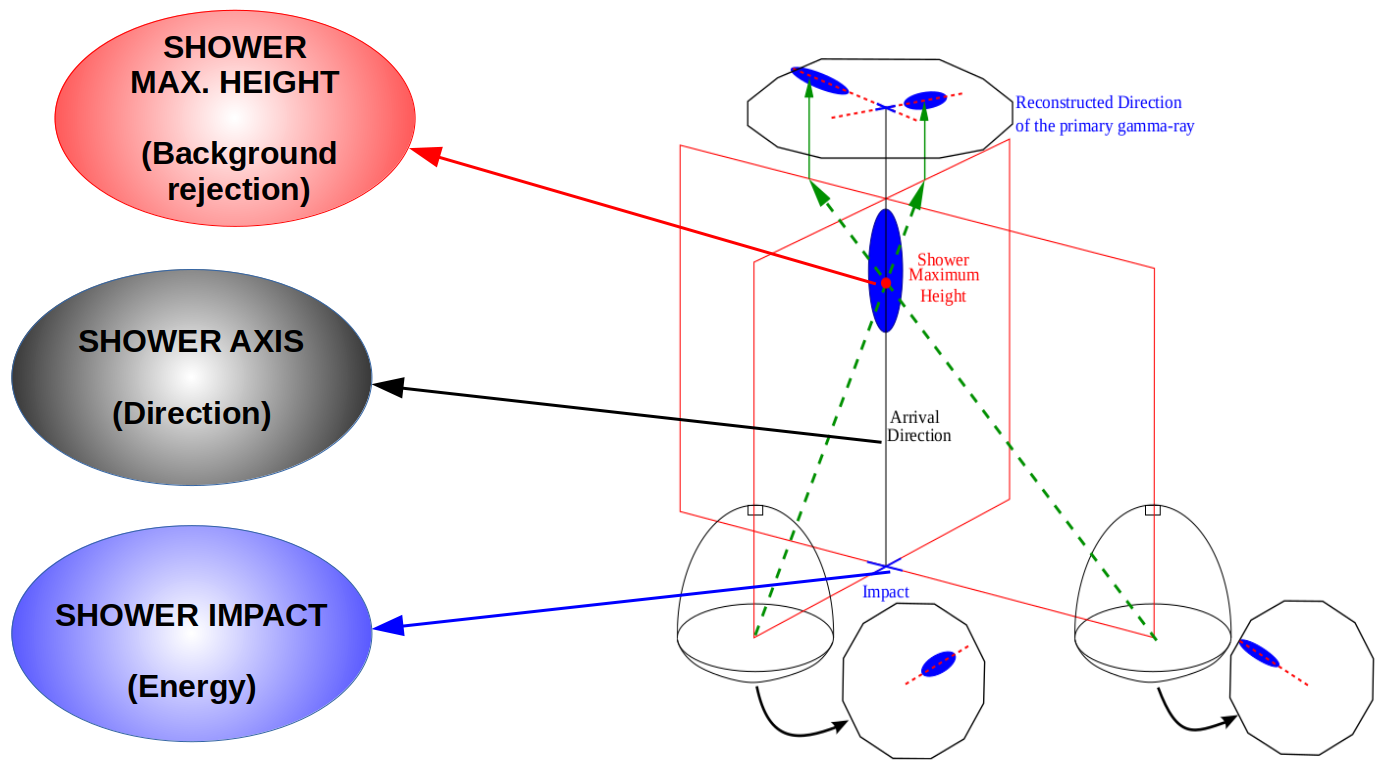 SHOWER
MAX. HEIGHT
(Background
rejection)
SHOWER AXIS
(Direction)
SHOWER IMPACT
(Energy)
Reconstructed Direction
of the primary gamma-ray
Shower
Maximum
Height
Arrival
Direction
Impact